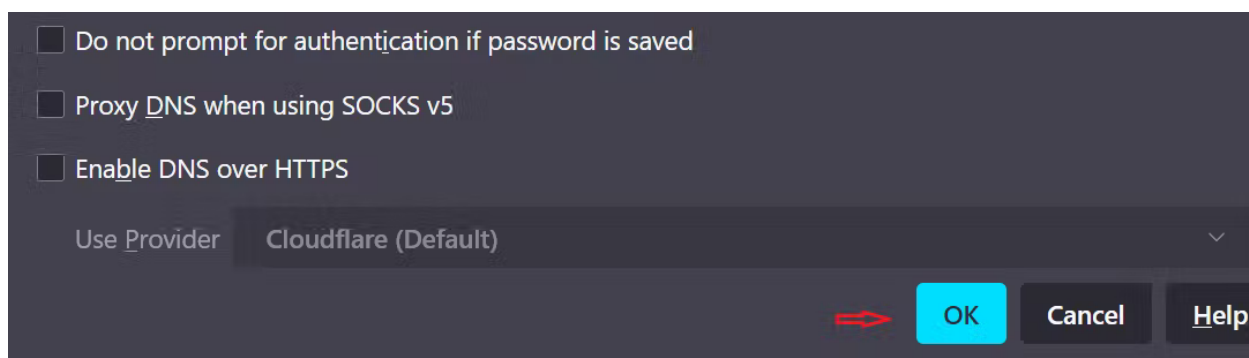 Do not prompt for authentication if password is saved
Proxy DNS when using SOCKS v5
Enable DNS over HTTPS
Use Provider Cloudflare (Default)
OK Cancel Help